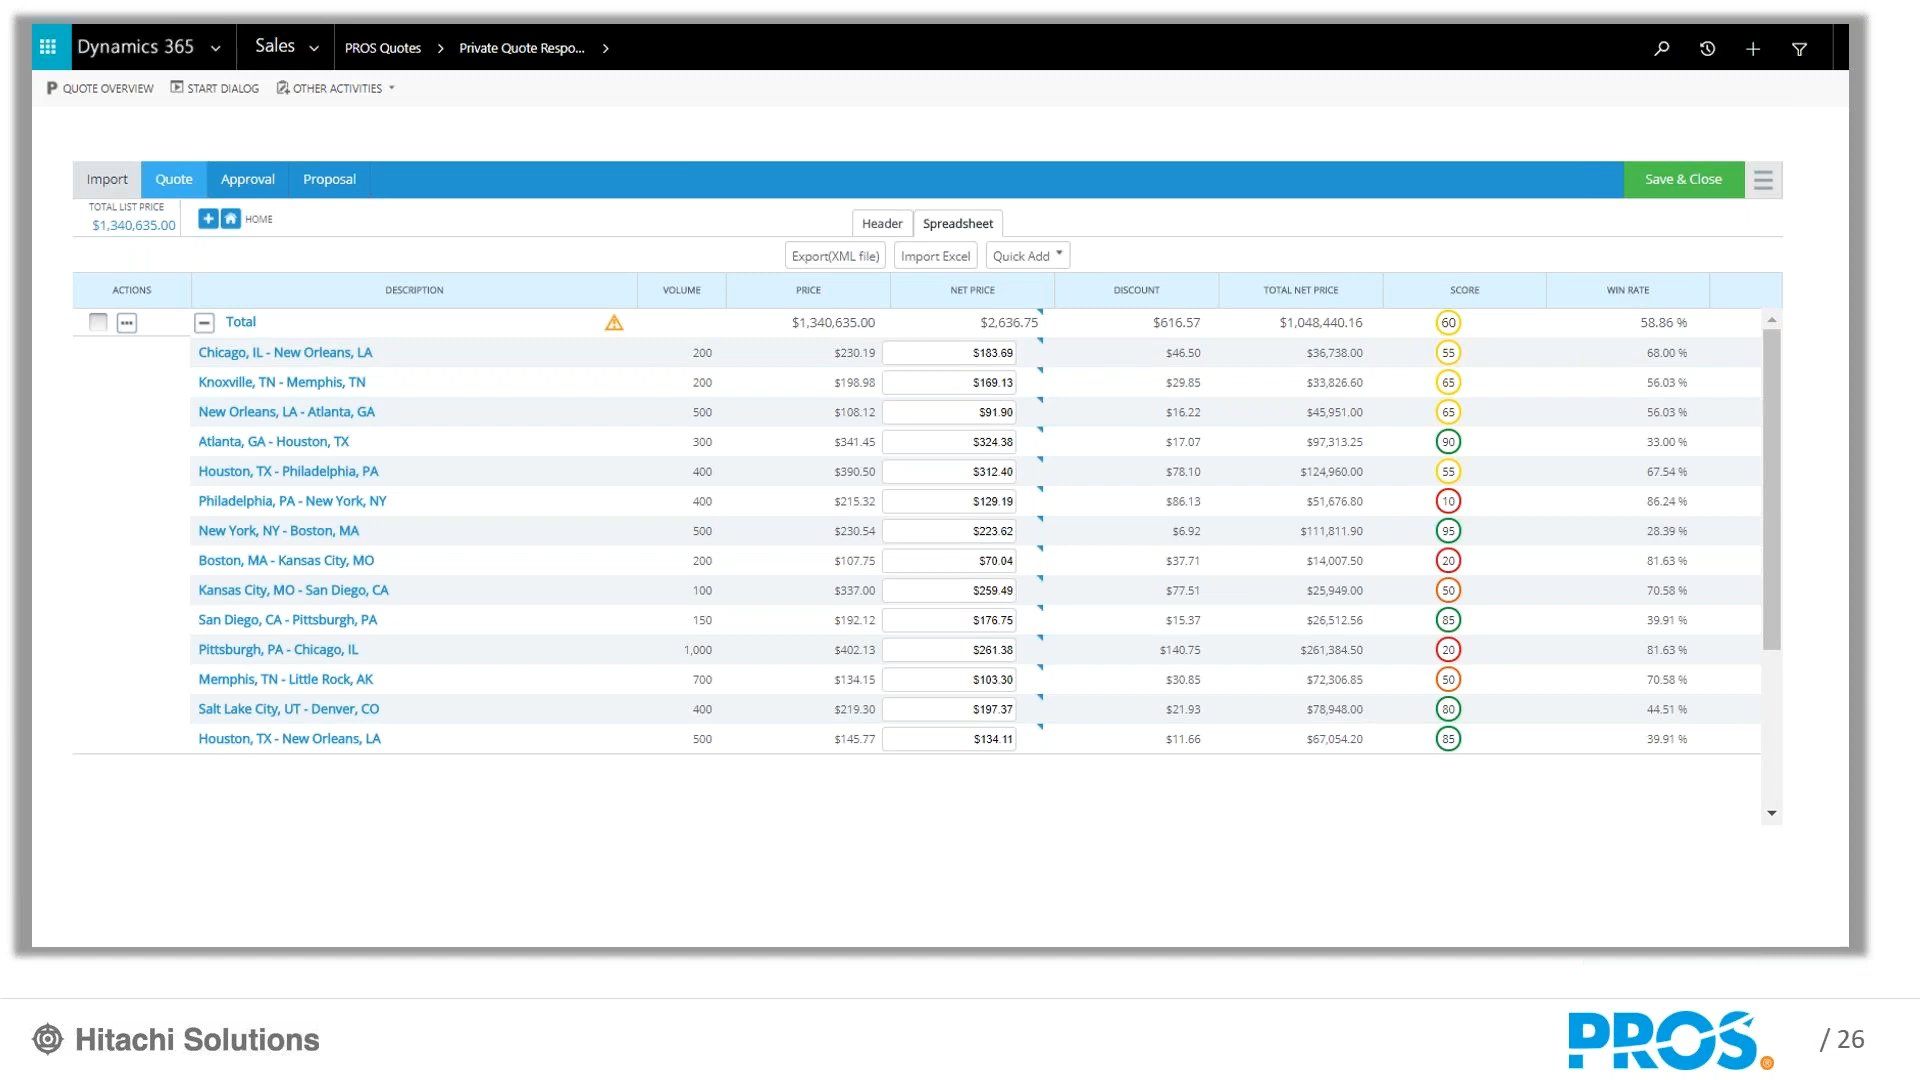 Dynamics 365 Sales PROS Quotes > Private Quote Respo... >
P QUOTE OVERVIEW START DIALOG OTHER ACTIVITIES
Import Quote Approval Proposal Save & Close
TOTAL LIST PRICE
$1,340,635.00
HOME
Header Spreadsheet
Export(XML file) Import Excel Quick Add
ACTIONS DESCRIPTION VOLUME PRICE NET PRICE DISCOUNT TOTAL NET PRICE SCORE WIN RATE
Total $1,340,635.00 $2,636.75 $616.57 $1,048,440.16 60 58.86 %
Chicago, IL - New Orleans, LA 200 $230.19 $183.69 $46.50 $36,738.00 55 68.00 %
Knoxville, TN - Memphis, TN 200 $198.98 $169.13 $29.85 $33,826.60 65 56.03 %
New Orleans, LA - Atlanta, GA 500 $108.12 $91.90 $16.22 $45,951.00 65 56.03 %
Atlanta, GA - Houston, TX 300 $341.45 $324.38 $17.07 $97,313.25 90 33.00 %
Houston, TX - Philadelphia, PA 400 $390.50 $312.40 $78.10 $124,960.00 55 67.54 %
Philadelphia, PA - New York, NY 400 $215.32 $129.19 $86.13 $51,676.80 10 86.24 %
New York, NY - Boston, MA 500 $230.54 $223.62 $6.92 $111,811.90 95 28.39 %
Boston, MA - Kansas City, MO 200 $107.75 $70.04 $37.71 $14,007.50 20 81.63 %
Kansas City, MO - San Diego, CA 100 $337.00 $259.49 $77.51 $25,949.00 50 70.58 %
San Diego, CA - Pittsburgh, PA 150 $192.12 $176.75 $15.37 $26,512.56 85 39.91 %
Pittsburgh, PA - Chicago, IL 1,000 $402.13 $261.38 $140.75 $261,384.50 20 81.63 %
Memphis, TN - Little Rock, AK 700 $134.15 $103.30 $30.85 $72,306.85 50 70.58 %
Salt Lake City, UT - Denver, CO 400 $219.30 $197.37 $21.93 $78,948.00 80 44.51 %
Houston, TX - New Orleans, LA 500 $145.77 $134.11 $11.66 $67,054.20 85 39.91 %
Hitachi Solutions PROS® / 26